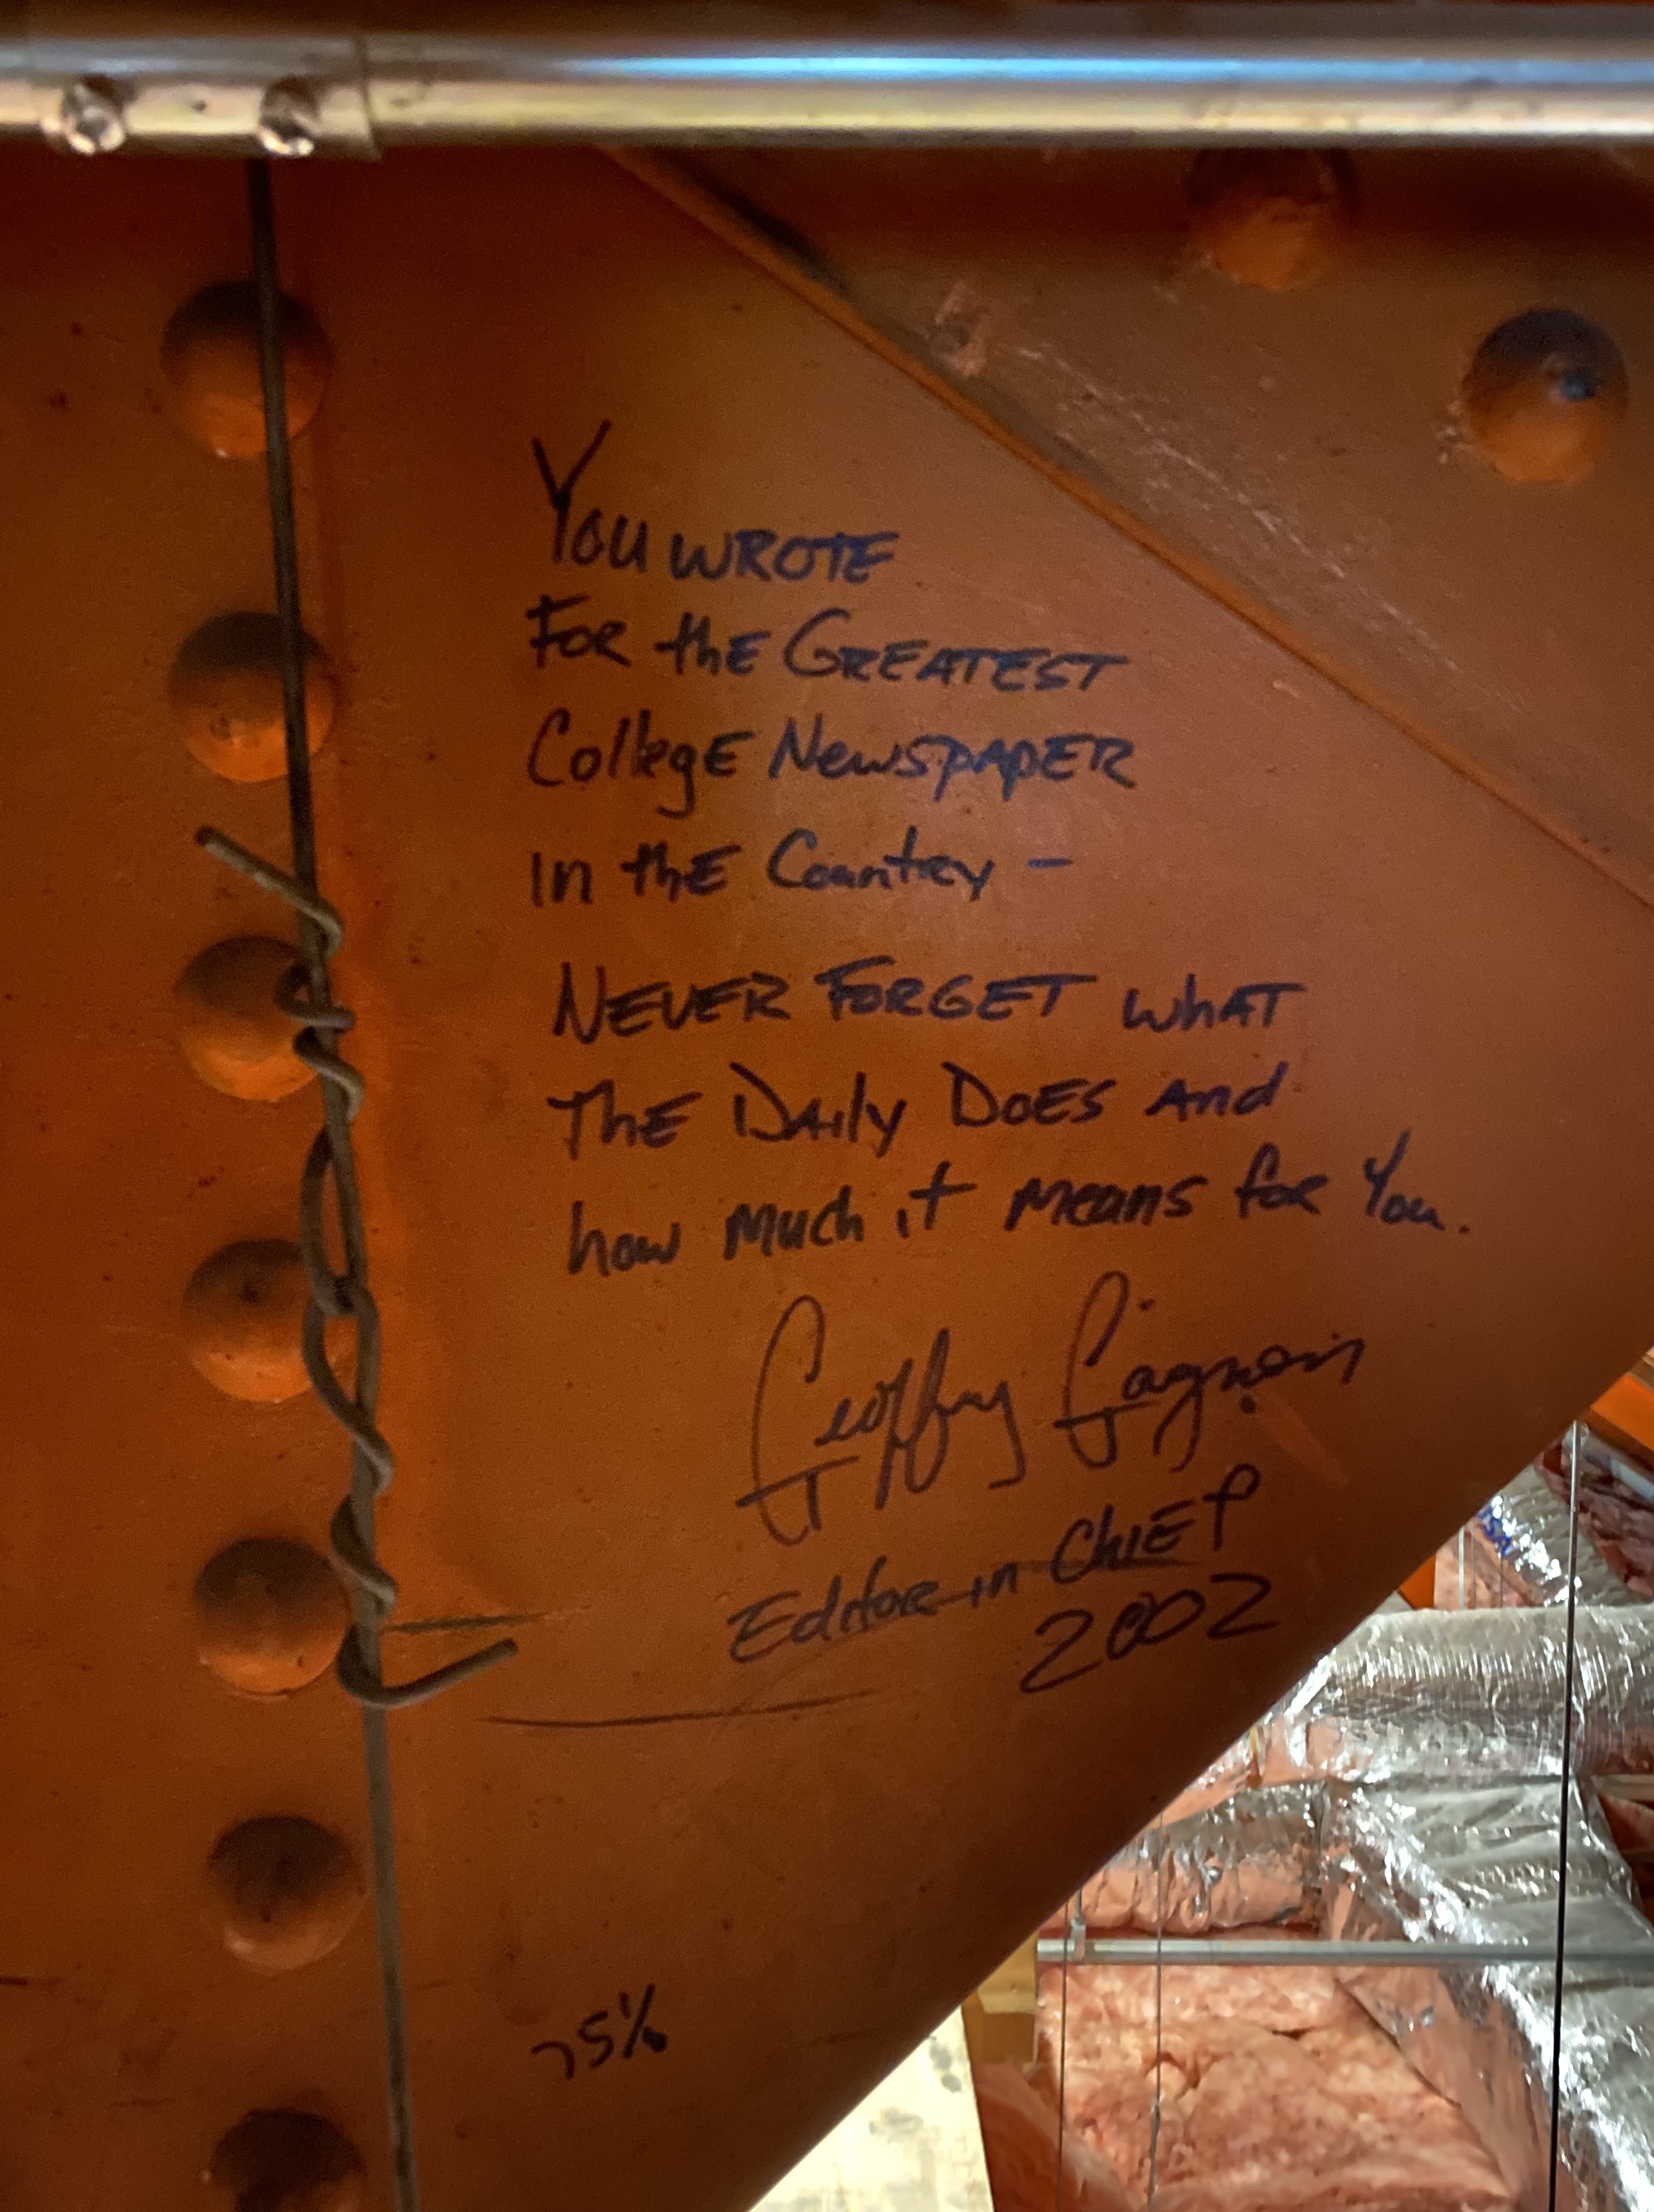 You WROTE
FOR thE GREATEST
CollegE NewsPAPER
In thE Country -
NEVER FORGET WhAT
ThE DAily DOES And
how Much it Means for You.
Geoffrey Gagnon
Editor-in-ChiEf
2002
75%